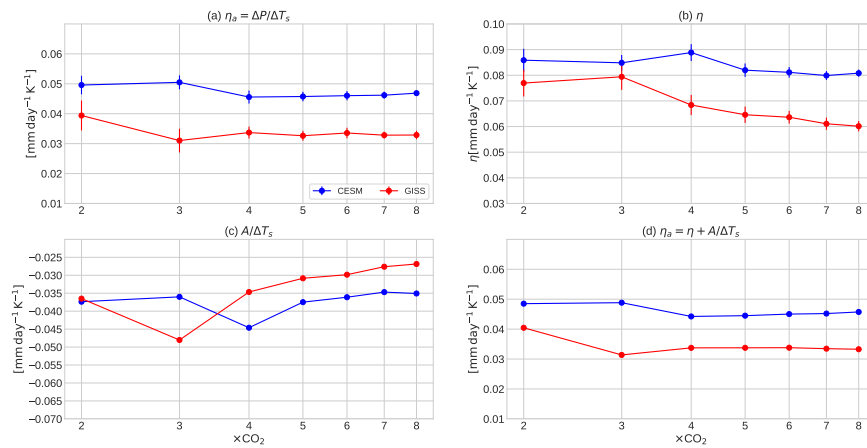 (a) ηₐ = ΔP/ΔTₛ
[mm day⁻¹ K⁻¹]
0.06
0.05
0.04
0.03
0.02
0.01
2 3 4 5 6 7 8
CESM GISS
(b) η
η[mm day⁻¹ K⁻¹]
0.10
0.09
0.08
0.07
0.06
0.05
0.04
0.03
2 3 4 5 6 7 8
(c) A/ΔTₛ
[mm day⁻¹ K⁻¹]
−0.025
−0.030
−0.035
−0.040
−0.045
−0.050
−0.055
−0.060
−0.065
−0.070
2 3 4 5 6 7 8
×CO₂
(d) ηₐ = η + A/ΔTₛ
[mm day⁻¹ K⁻¹]
0.06
0.05
0.04
0.03
0.02
0.01
2 3 4 5 6 7 8
×CO₂